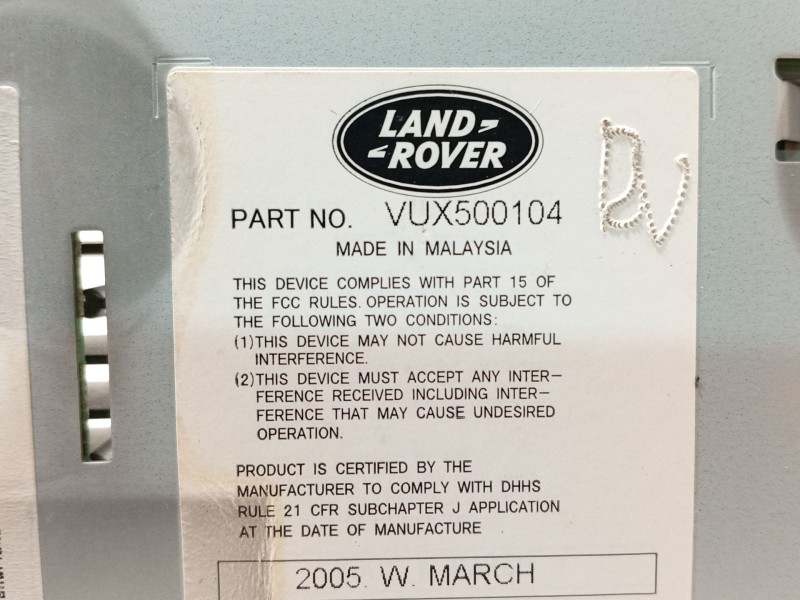 LAND-
-ROVER
PART NO. VUX500104
MADE IN MALAYSIA
THIS DEVICE COMPLIES WITH PART 15 OF
THE FCC RULES. OPERATION IS SUBJECT TO
THE FOLLOWING TWO CONDITIONS:
(1)THIS DEVICE MAY NOT CAUSE HARMFUL
INTERFERENCE.
(2)THIS DEVICE MUST ACCEPT ANY INTER-
FERENCE RECEIVED INCLUDING INTER-
FERENCE THAT MAY CAUSE UNDESIRED
OPERATION.
PRODUCT IS CERTIFIED BY THE
MANUFACTURER TO COMPLY WITH DHHS
RULE 21 CFR SUBCHAPTER J APPLICATION
AT THE DATE OF MANUFACTURE
2005. W. MARCH